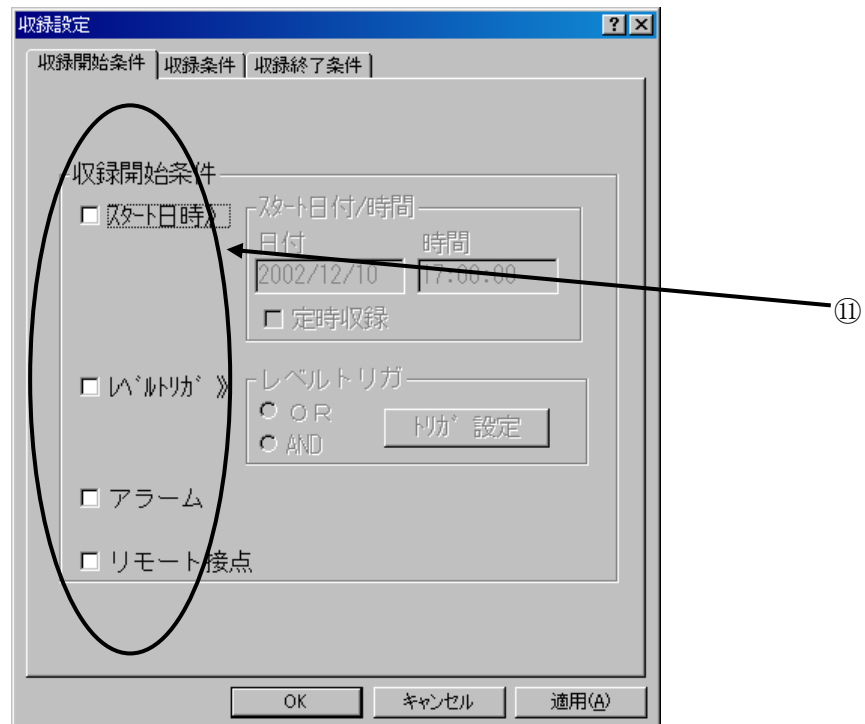 収録設定
収録開始条件 収録条件 収録終了条件
収録開始条件
ｽﾀｰﾄ日時》
ｽﾀｰﾄ日付/時間
日付 時間
2002/12/10 17:00:00
定時収録
ﾚﾍﾞﾙﾄﾘｶﾞ 》
レベルトリガ
ＯＲ
AND
ﾄﾘｶﾞ 設定
アラーム
リモート接点
OK キャンセル 適用(A)
⑪